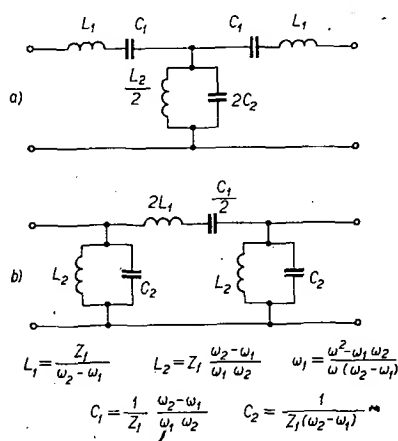 L₁ C₁ C₁ L₁
a) L₂/2 2C₂
2L₁ C₁/2
b) L₂ C₂ L₂ C₂
L₁ = Z₁/(ω₂ − ω₁) L₂ = Z₁ (ω₂ − ω₁)/(ω₁ ω₂) ω₁ = (ω² − ω₁ ω₂)/(ω (ω₂ − ω₁))
C₁ = 1/Z₁ (ω₂ − ω₁)/(ω₁ ω₂) C₂ = 1/(Z₁(ω₂ − ω₁))